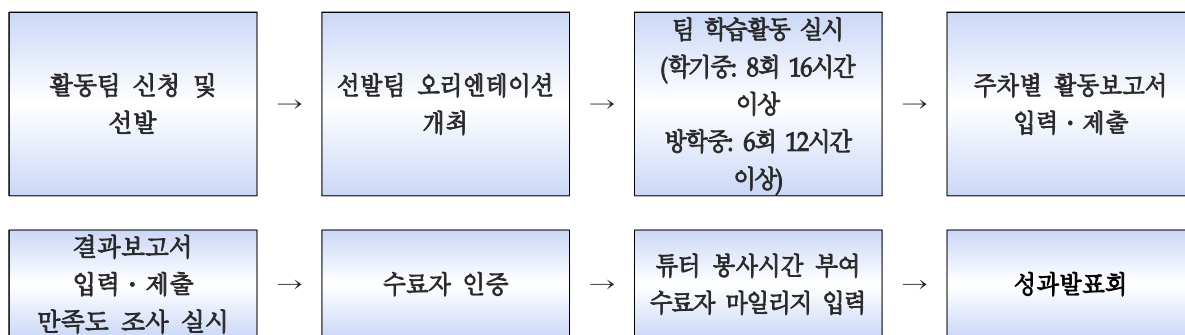 활동팀 신청 및
선발
→
선발팀 오리엔테이션
개최
→
팀 학습활동 실시
(학기중: 8회 16시간
이상
방학중: 6회 12시간
이상)
→
주차별 활동보고서
입력・제출
결과보고서
입력・제출
만족도 조사 실시
→
수료자 인증
→
튜터 봉사시간 부여
수료자 마일리지 입력
→
성과발표회